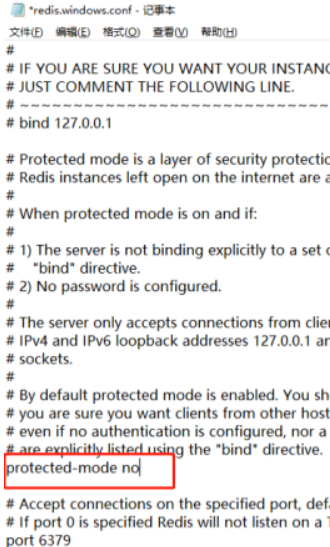 *redis.windows.conf - 记事本
文件(F) 编辑(E) 格式(O) 查看(V) 帮助(H)
#
# IF YOU ARE SURE YOU WANT YOUR INSTANC
# JUST COMMENT THE FOLLOWING LINE.
# ~~~~~~~~~~~~~~~~~~~~~~~~~~~~
# bind 127.0.0.1
# Protected mode is a layer of security protectio
# Redis instances left open on the internet are a
#
# When protected mode is on and if:
#
# 1) The server is not binding explicitly to a set o
# "bind" directive.
# 2) No password is configured.
#
# The server only accepts connections from clien
# IPv4 and IPv6 loopback addresses 127.0.0.1 an
# sockets.
#
# By default protected mode is enabled. You sh
# you are sure you want clients from other host
# even if no authentication is configured, nor a
# are explicitly listed using the "bind" directive.
protected-mode no
# Accept connections on the specified port, defa
# If port 0 is specified Redis will not listen on a T
port 6379